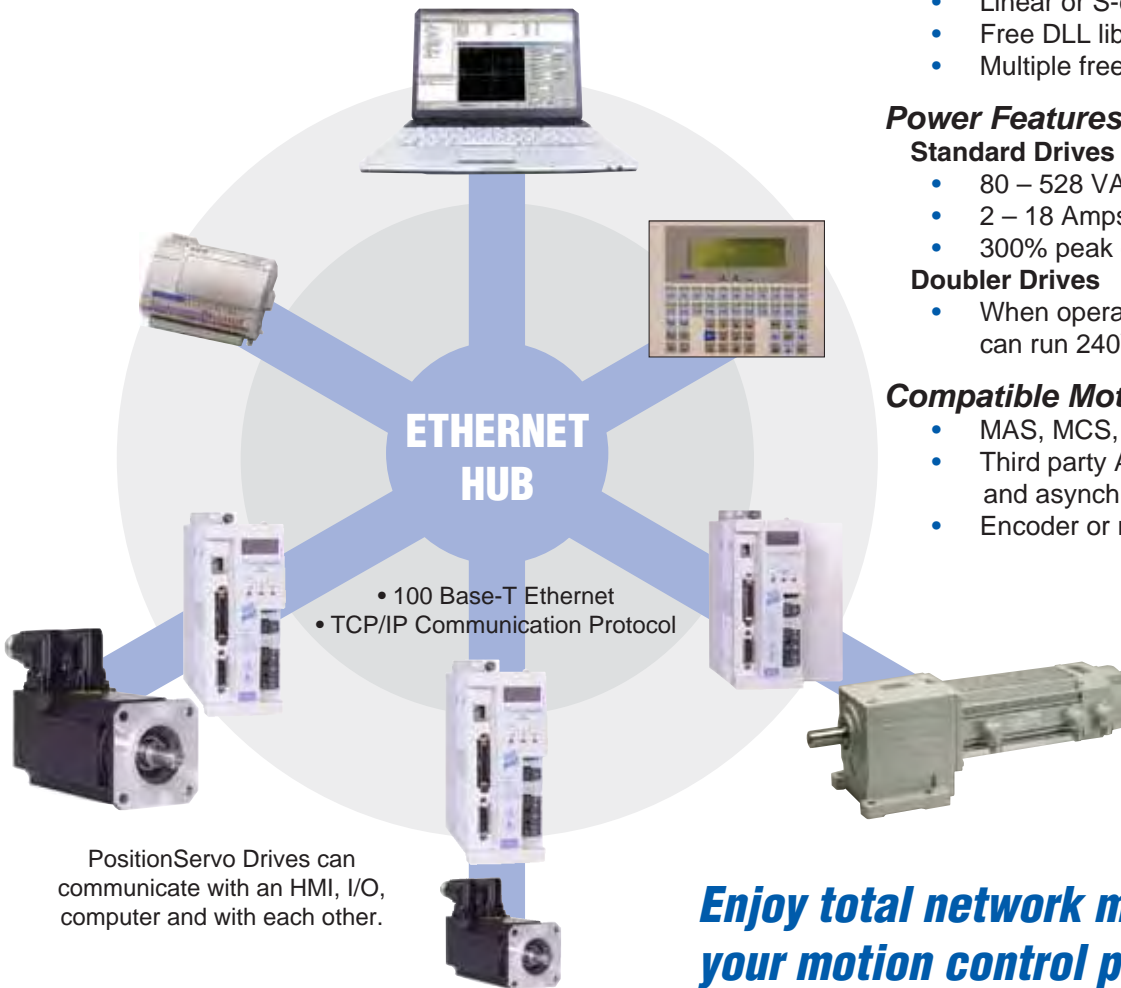 • Linear or S-
• Free DLL lib
• Multiple free
Power Features
Standard Drives
• 80 – 528 VA
• 2 – 18 Amps
• 300% peak
Doubler Drives
• When opera
can run 240
Compatible Mot
• MAS, MCS,
• Third party A
and asynch
• Encoder or r
ETHERNET
HUB
• 100 Base-T Ethernet
• TCP/IP Communication Protocol
PositionServo Drives can
communicate with an HMI, I/O,
computer and with each other.
Enjoy total network m
your motion control p